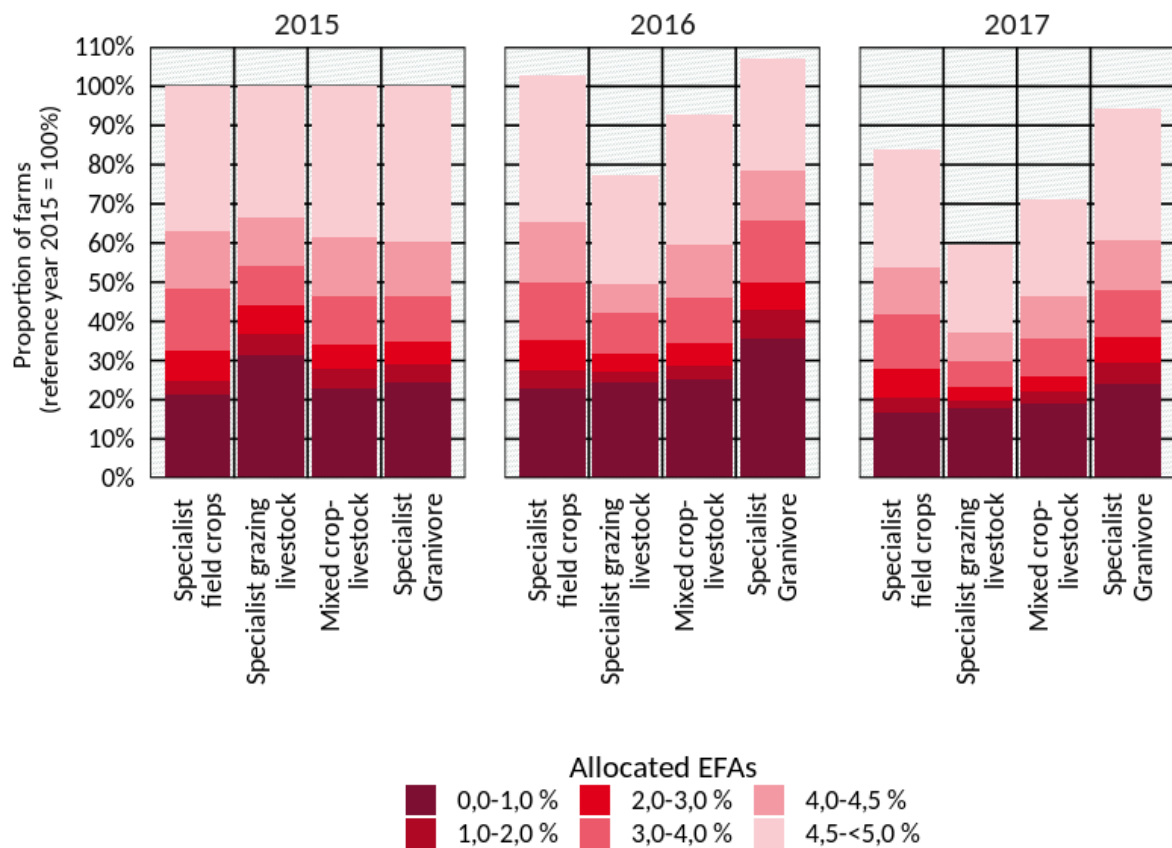 2015
2016
2017
Proportion of farms
(reference year 2015 = 100%)
110%
100%
90%
80%
70%
60%
50%
40%
30%
20%
10%
0%
Specialist
field crops
Specialist grazing
livestock
Mixed crop-
livestock
Specialist
Granivore
Specialist
field crops
Specialist grazing
livestock
Mixed crop-
livestock
Specialist
Granivore
Specialist
field crops
Specialist grazing
livestock
Mixed crop-
livestock
Specialist
Granivore
Allocated EFAs
0,0-1,0 %
2,0-3,0 %
4,0-4,5 %
1,0-2,0 %
3,0-4,0 %
4,5-<5,0 %